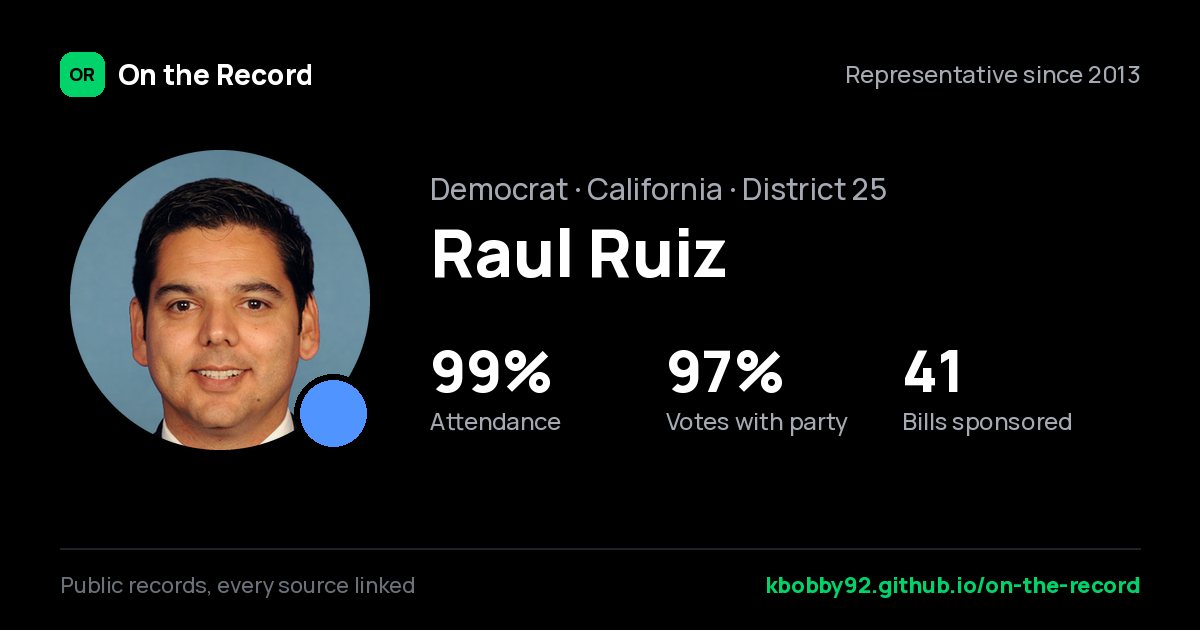 OR On the Record
Representative since 2013
Democrat · California · District 25
Raul Ruiz
99% 97% 41
Attendance Votes with party Bills sponsored
Public records, every source linked
kbobby92.github.io/on-the-record